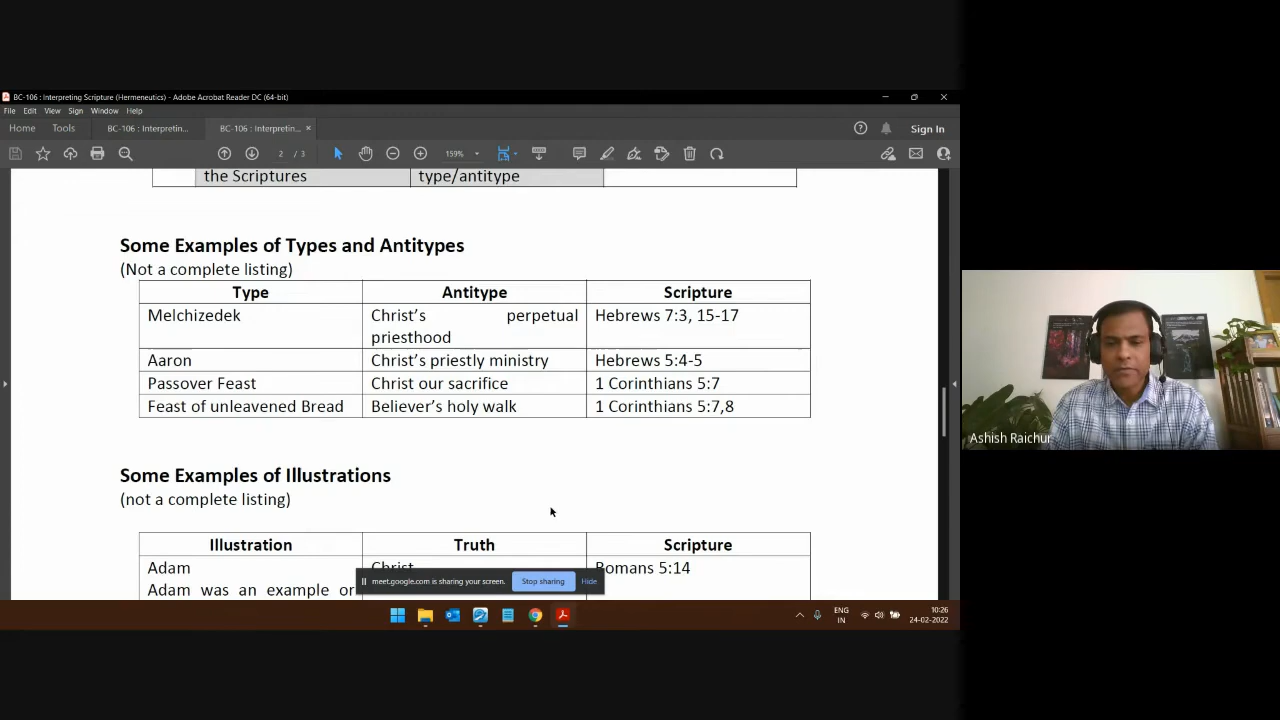 BC-106 : Interpreting Scripture (Hermeneutics) - Adobe Acrobat Reader DC (64-bit)
File Edit View Sign Window Help
Home Tools BC-106 : Interpretin... BC-106 : Interpretin... × Sign In
2 / 3 159%
the Scriptures type/antitype
Some Examples of Types and Antitypes
(Not a complete listing)
Type Antitype Scripture
Melchizedek Christ's perpetual Hebrews 7:3, 15-17
priesthood
Aaron Christ's priestly ministry Hebrews 5:4-5
Passover Feast Christ our sacrifice 1 Corinthians 5:7
Feast of unleavened Bread Believer's holy walk 1 Corinthians 5:7,8
Some Examples of Illustrations
(not a complete listing)
Illustration Truth Scripture
Adam Christ Romans 5:14
Adam was an example or
meet.google.com is sharing your screen. Stop sharing Hide
ENG
IN
10:26
24-02-2022
Ashish Raichur